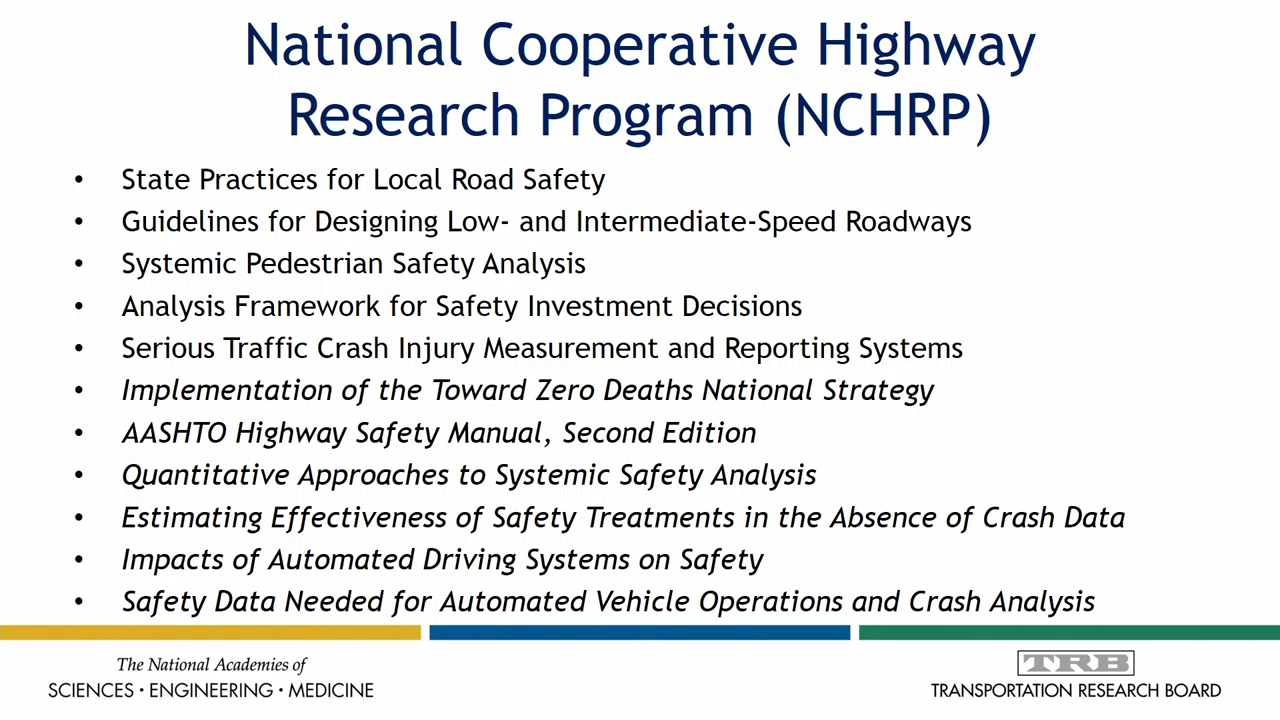 National Cooperative Highway
Research Program (NCHRP)
• State Practices for Local Road Safety
• Guidelines for Designing Low- and Intermediate-Speed Roadways
• Systemic Pedestrian Safety Analysis
• Analysis Framework for Safety Investment Decisions
• Serious Traffic Crash Injury Measurement and Reporting Systems
• Implementation of the Toward Zero Deaths National Strategy
• AASHTO Highway Safety Manual, Second Edition
• Quantitative Approaches to Systemic Safety Analysis
• Estimating Effectiveness of Safety Treatments in the Absence of Crash Data
• Impacts of Automated Driving Systems on Safety
• Safety Data Needed for Automated Vehicle Operations and Crash Analysis
The National Academies of
SCIENCES · ENGINEERING · MEDICINE
TRB
TRANSPORTATION RESEARCH BOARD